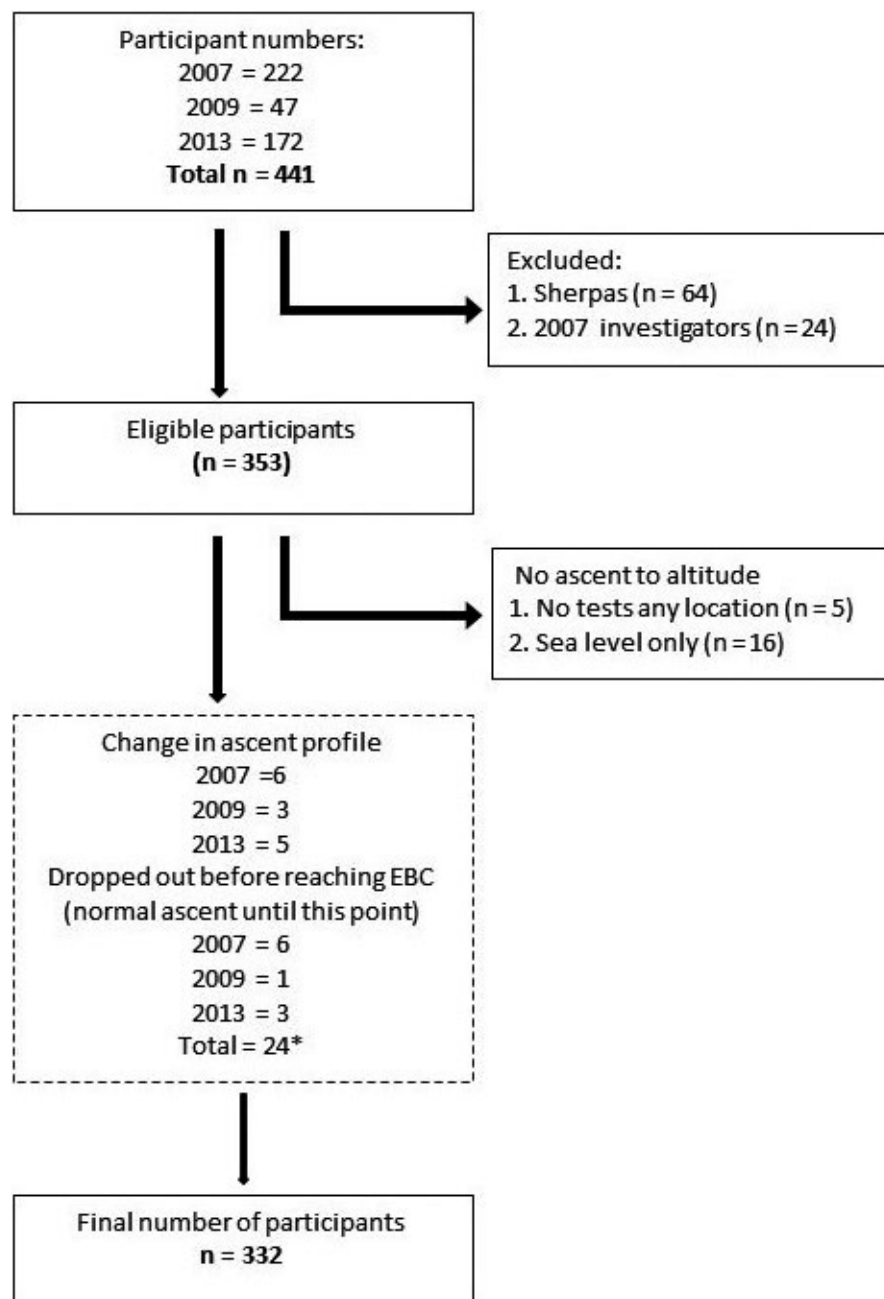 Participant numbers:
2007 = 222
2009 = 47
2013 = 172
Total n = 441
Excluded:
1. Sherpas (n = 64)
2. 2007 investigators (n = 24)
Eligible participants
(n = 353)
No ascent to altitude
1. No tests any location (n = 5)
2. Sea level only (n = 16)
Change in ascent profile
2007 =6
2009 = 3
2013 = 5
Dropped out before reaching EBC
(normal ascent until this point)
2007 = 6
2009 = 1
2013 = 3
Total = 24*
Final number of participants
n = 332